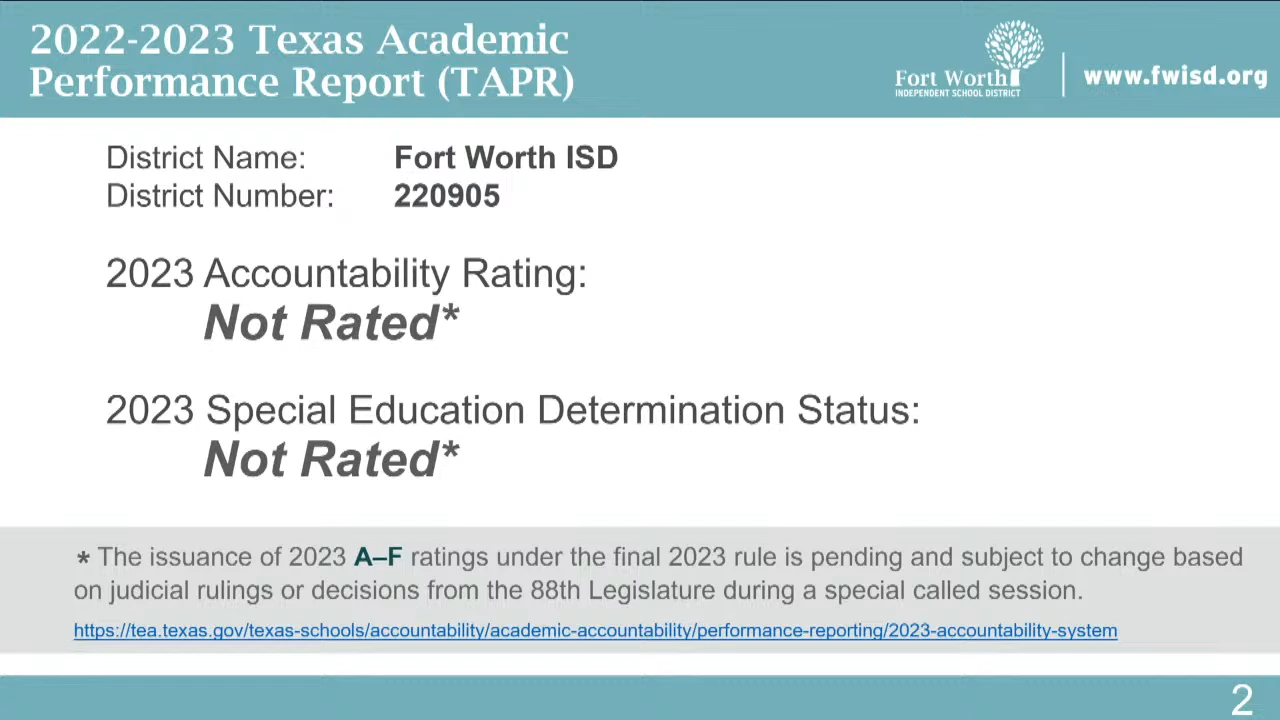 2022-2023 Texas Academic
Performance Report (TAPR)
Fort Worth
INDEPENDENT SCHOOL DISTRICT
www.fwisd.org
District Name: Fort Worth ISD
District Number: 220905
2023 Accountability Rating:
Not Rated*
2023 Special Education Determination Status:
Not Rated*
* The issuance of 2023 A–F ratings under the final 2023 rule is pending and subject to change based
on judicial rulings or decisions from the 88th Legislature during a special called session.
https://tea.texas.gov/texas-schools/accountability/academic-accountability/performance-reporting/2023-accountability-system
2